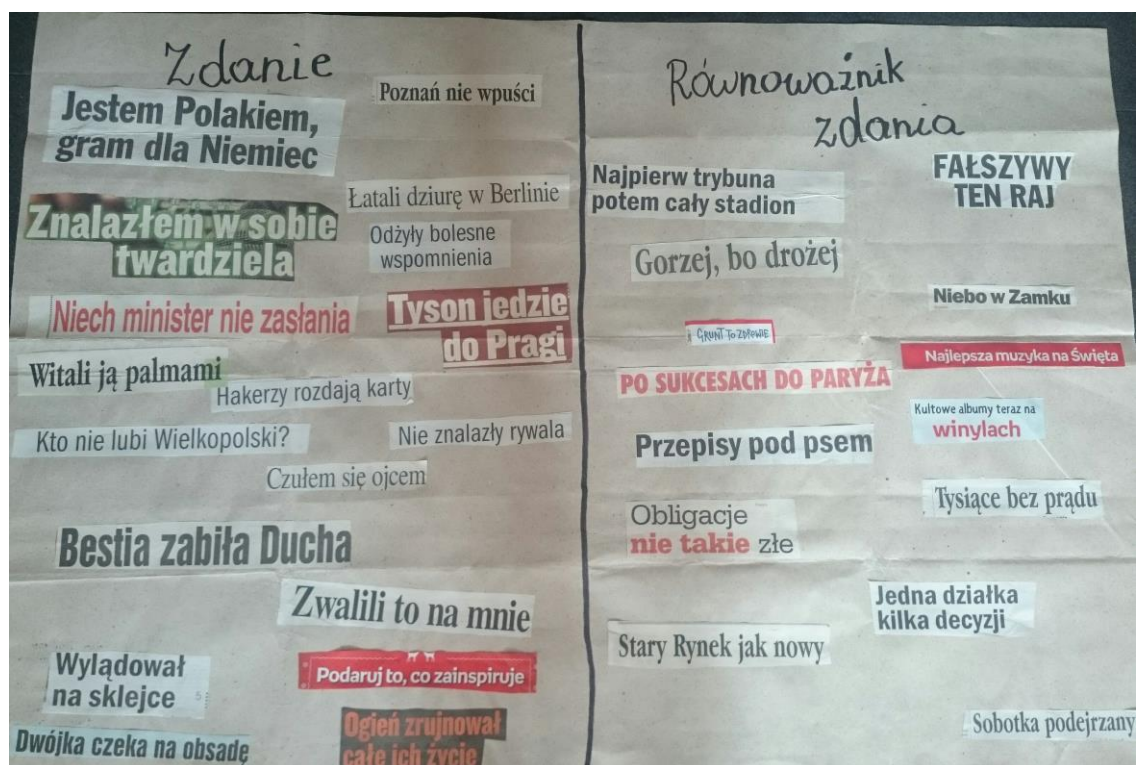 Zdanie
Jestem Polakiem,
gram dla Niemiec
Poznań nie wpuści
Znalazłem w sobie
twardziela
Łatali dziurę w Berlinie
Odżyły bolesne
wspomnienia
Niech minister nie zasłania
Tyson jedzie
do Pragi
Witali ją palmami
Hakerzy rozdają karty
Kto nie lubi Wielkopolski?
Nie znalazły rywala
Czułem się ojcem
Bestia zabiła Ducha
Zwalili to na mnie
Wylądował
na sklejce
Podaruj to, co zainspiruje
Dwójka czeka na obsadę
Ogień zrujnował
całe ich życie
Równoważnik
zdania
Najpierw trybuna
potem cały stadion
FAŁSZYWY
TEN RAJ
Gorzej, bo drożej
Niebo w Zamku
GRUNT TO ZDROWIE
Najlepsza muzyka na Święta
PO SUKCESACH DO PARYŻA
Kultowe albumy teraz na
winylach
Przepisy pod psem
Tysiące bez prądu
Obligacje
nie takie złe
Jedna działka
kilka decyzji
Stary Rynek jak nowy
Sobotka podejrzany